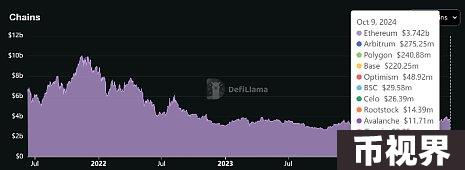 Chains
ains
$12b
$10b
$8b
$6b
$4b
$2b
$0
Jul
2022
Jul
2023
Jul
DefiLlama
Oct 9, 2024
Ethereum $3.742b
Arbitrum $275.25m
Polygon $240.88m
Base $220.25m
Optimism $48.92m
BSC $29.58m
Celo $26.39m
Rootstock $14.39m
Avalanche $11.71m
币视界